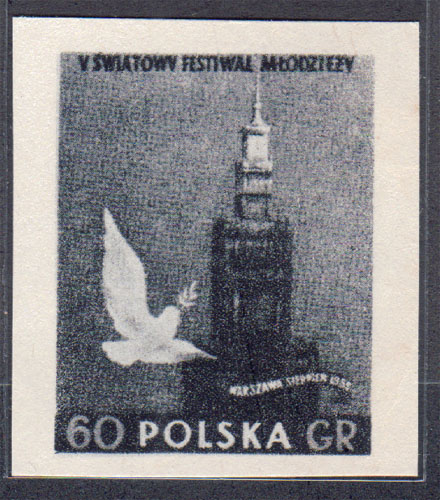 V ŚWIATOWY FESTIWAL MŁODZIEŻY
WARSZAWA SIERPIEŃ 1955
60 POLSKA GR